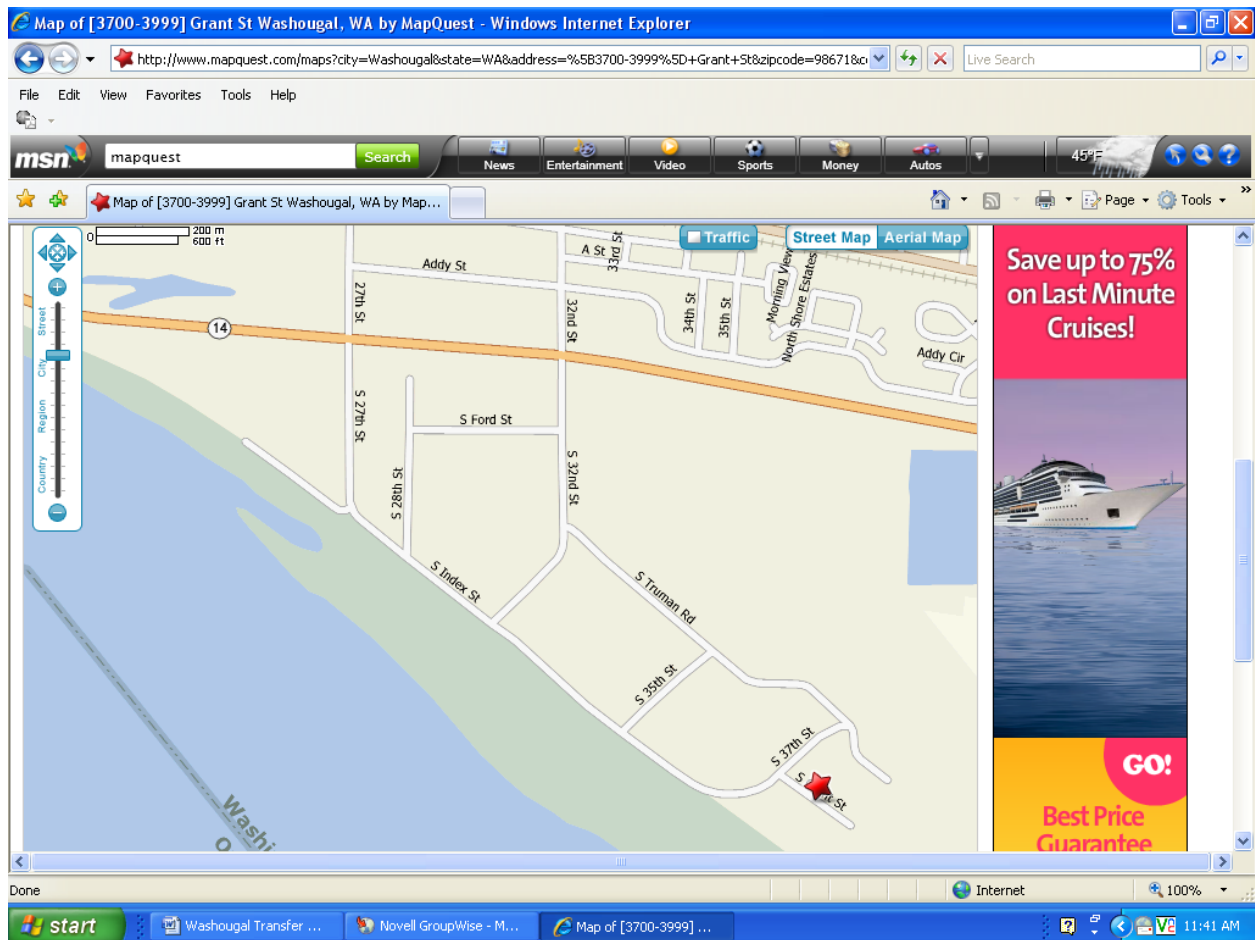 Map of [3700-3999] Grant St Washougal, WA by MapQuest - Windows Internet Explorer
http://www.mapquest.com/maps?city=Washougal&state=WA&address=%5B3700-3999%5D+Grant+St&zipcode=98671&c
Live Search
File Edit View Favorites Tools Help
msn mapquest Search News Entertainment Video Sports Money Autos 45°F
Map of [3700-3999] Grant St Washougal, WA by Map... Page Tools
0 200 m
600 ft
Traffic Street Map Aerial Map
A St
33rd St
Addy St
27th St
32nd St
34th St
35th St
Morning View
North Shore Estates
Addy Cir
14
Street
City
Region
Country
S 27th St
S Ford St
S 28th St
S 32nd St
S Index St
S Truman Rd
S 35th St
S 37th St
S
St
Washi
O
Save up to 75%
on Last Minute
Cruises!
GO!
Best Price
Guarantee
Done Internet 100%
start Washougal Transfer ... Novell GroupWise - M... Map of [3700-3999] ... 11:41 AM